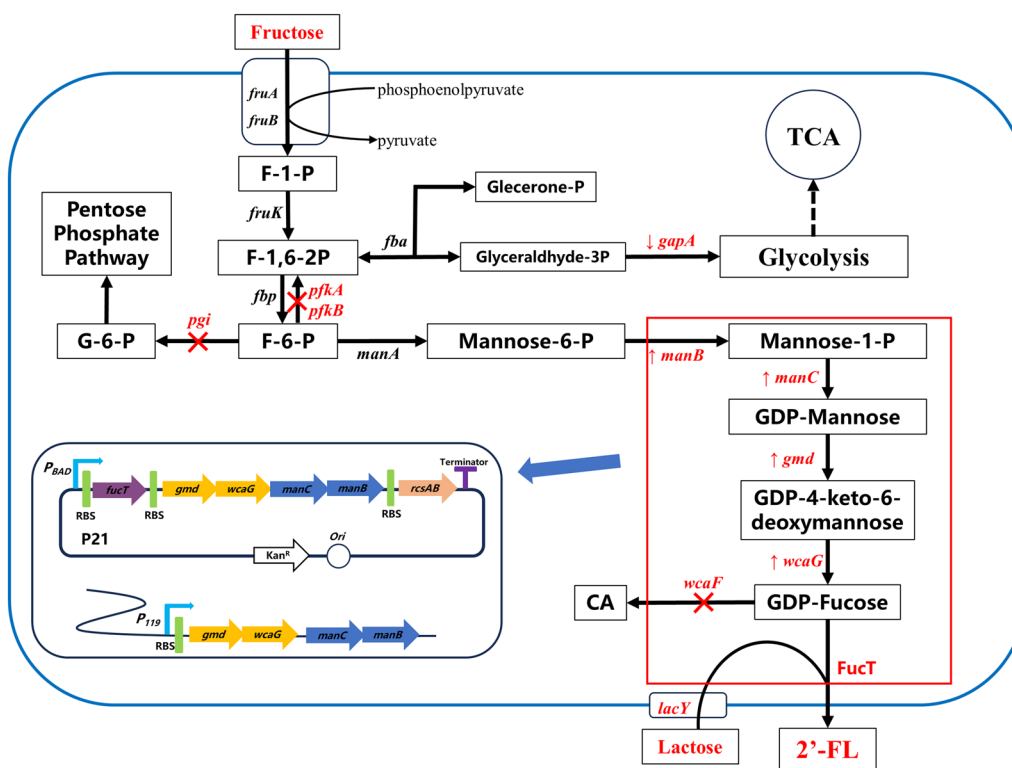 Fructose
fruA
fruB
phosphoenolpyruvate
pyruvate
TCA
F-1-P
fruK
Glecerone-P
Pentose
Phosphate
Pathway
F-1,6-2P
fba
Glyceraldhyde-3P
↓ gapA
Glycolysis
fbp
pfkA
pfkB
pgi
G-6-P
F-6-P
manA
Mannose-6-P
↑ manB
Mannose-1-P
↑ manC
GDP-Mannose
↑ gmd
GDP-4-keto-6-
deoxymannose
↑ wcaG
wcaF
CA
GDP-Fucose
FucT
lacY
Lactose
2’-FL
PBAD
Terminator
fucT
gmd
wcaG
manC
manB
rcsAB
RBS
RBS
RBS
P21
KanR
Ori
P119
RBS
gmd
wcaG
manC
manB